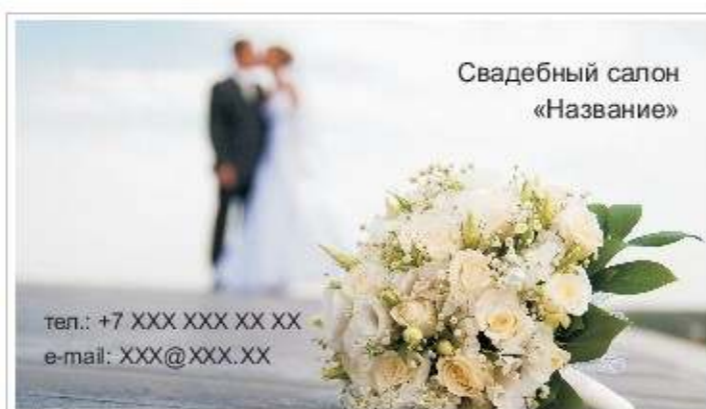 Свадебный салон
«Название»
тел.: +7 XXX XXX XX XX
e-mail: XXX@XXX.XX